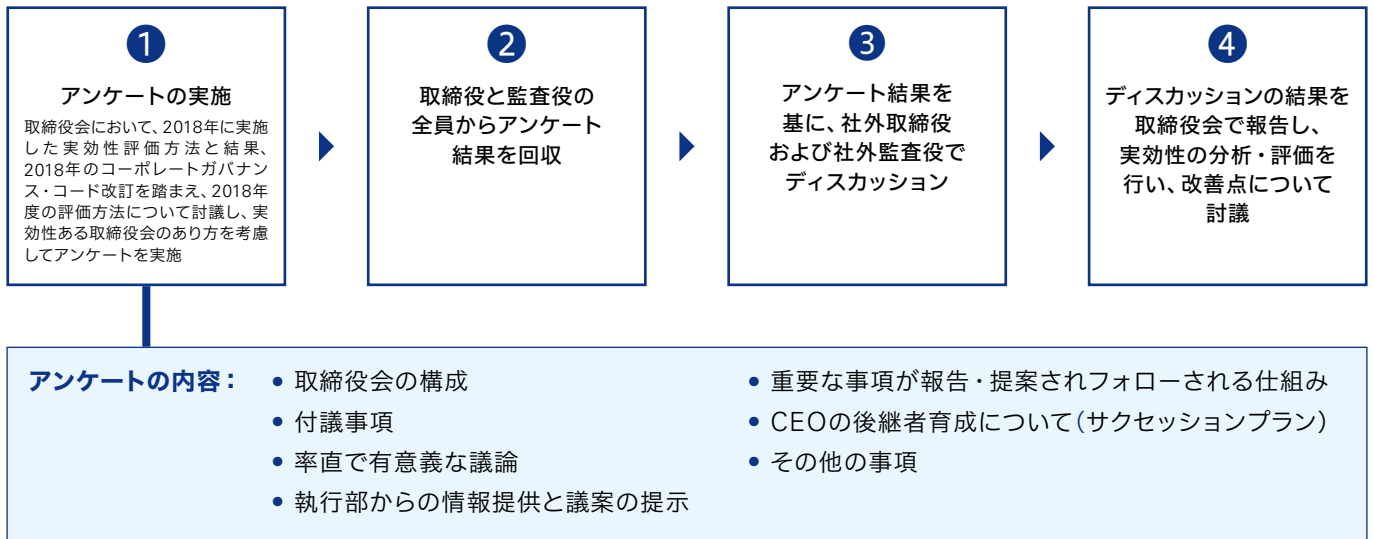 1
アンケートの実施
取締役会において、2018年に実施
した実効性評価方法と結果、
2018年のコーポレートガバナン
ス・コード改訂を踏まえ、2018年
度の評価方法について討議し、実
効性ある取締役会のあり方を考慮
してアンケートを実施
2
取締役と監査役の
全員からアンケート
結果を回収
3
アンケート結果を
基に、社外取締役
および社外監査役で
ディスカッション
4
ディスカッションの結果を
取締役会で報告し、
実効性の分析・評価を
行い、改善点について
討議
アンケートの内容：
• 取締役会の構成
• 付議事項
• 率直で有意義な議論
• 執行部からの情報提供と議案の提示
• 重要な事項が報告・提案されフォローされる仕組み
• CEOの後継者育成について（サクセッションプラン）
• その他の事項